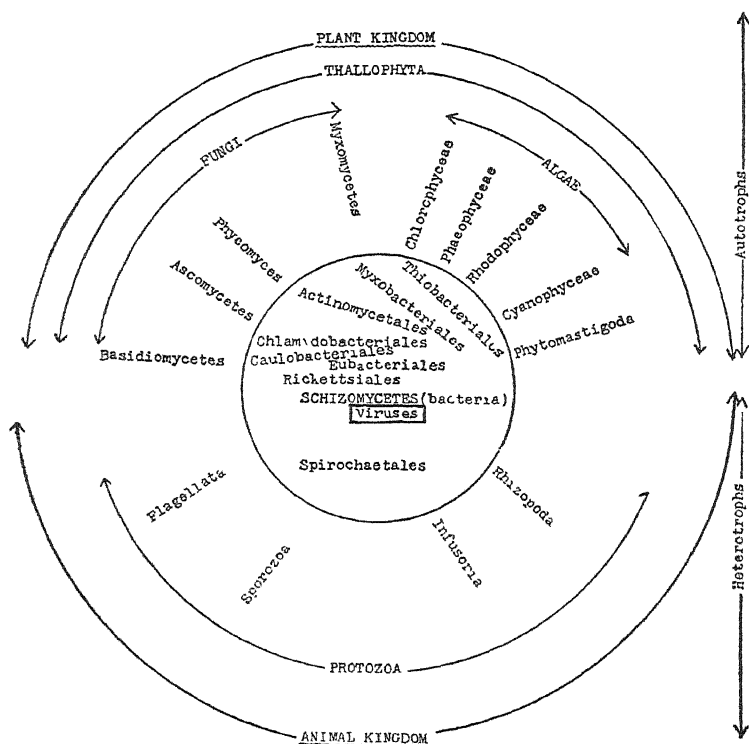 PLANT KINGDOM
THALLOPHYTA
FUNGI
Myxomycetes
ALGAE
Chlorophyceae
Phaeophyceae
Rhodophyceae
Cyanophyceae
Phytomastigoda
Phycomyces
Ascomycetes
Basidiomycetes
Thiobacteriales
Myxobacteriales
Actinomycetales
Chlamydobacteriales
Caulobacteriales
Eubacteriales
Rickettsiales
SCHIZOMYCETES(bacteria)
Viruses
Spirochaetales
Flagellata
Sporozoa
Infusoria
Rhizopoda
PROTOZOA
ANIMAL KINGDOM
Autotrophs
Heterotrophs